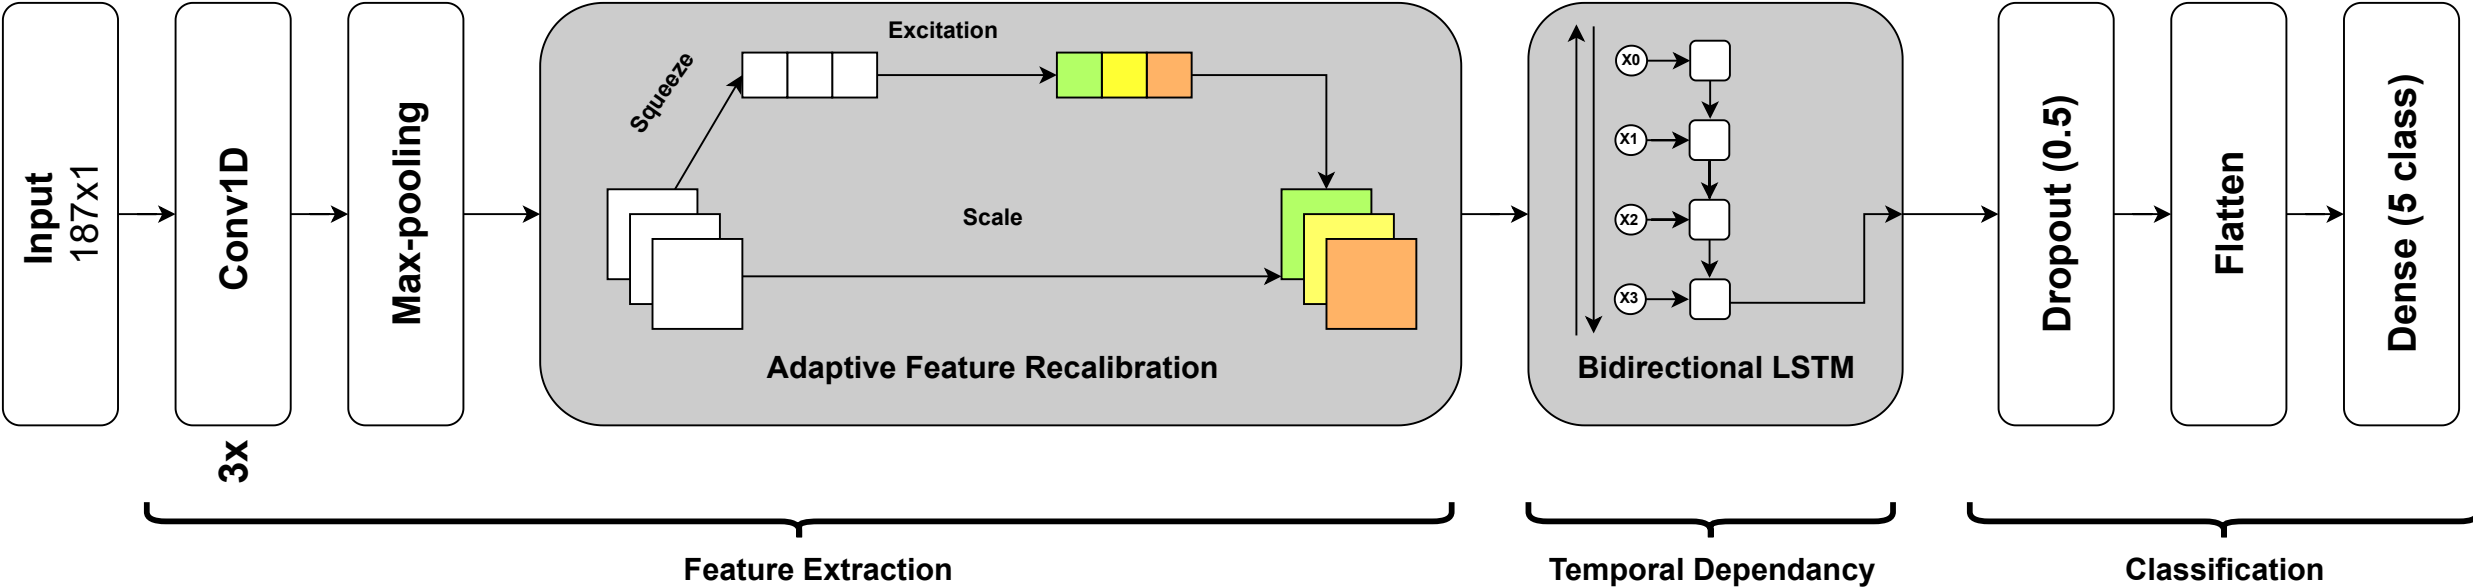 Input
187x1
Conv1D
3x
Max-pooling
Squeeze
Excitation
Scale
Adaptive Feature Recalibration
X0
X1
X2
X3
Bidirectional LSTM
Dropout (0.5)
Flatten
Dense (5 class)
Feature Extraction
Temporal Dependancy
Classification